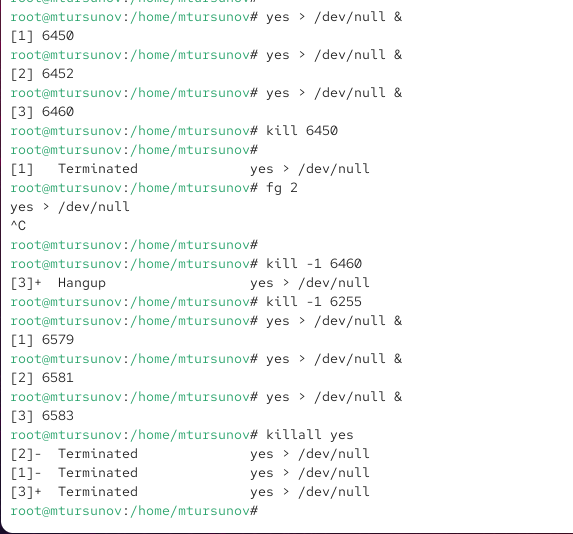 root@mtursunov:/home/mtursunov# yes > /dev/null &
[1] 6450
root@mtursunov:/home/mtursunov# yes > /dev/null &
[2] 6452
root@mtursunov:/home/mtursunov# yes > /dev/null &
[3] 6460
root@mtursunov:/home/mtursunov# kill 6450
root@mtursunov:/home/mtursunov#
[1]   Terminated              yes > /dev/null
root@mtursunov:/home/mtursunov# fg 2
yes > /dev/null
^C
root@mtursunov:/home/mtursunov#
root@mtursunov:/home/mtursunov# kill -1 6460
[3]+  Hangup                  yes > /dev/null
root@mtursunov:/home/mtursunov# kill -1 6255
root@mtursunov:/home/mtursunov# yes > /dev/null &
[1] 6579
root@mtursunov:/home/mtursunov# yes > /dev/null &
[2] 6581
root@mtursunov:/home/mtursunov# yes > /dev/null &
[3] 6583
root@mtursunov:/home/mtursunov# killall yes
[2]-  Terminated              yes > /dev/null
[1]-  Terminated              yes > /dev/null
[3]+  Terminated              yes > /dev/null
root@mtursunov:/home/mtursunov#